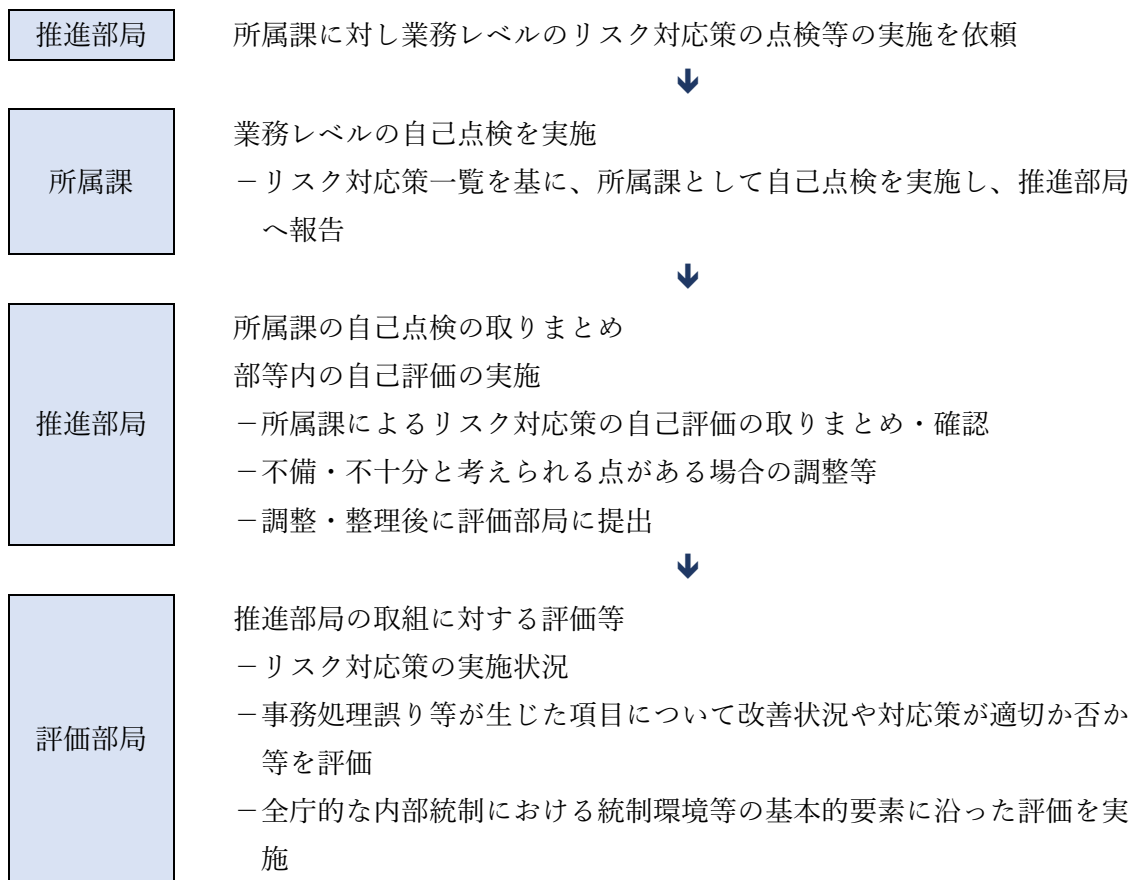 推進部局
所属課に対し業務レベルのリスク対応策の点検等の実施を依頼
所属課
業務レベルの自己点検を実施
－リスク対応策一覧を基に、所属課として自己点検を実施し、推進部局
へ報告
推進部局
所属課の自己点検の取りまとめ
部等内の自己評価の実施
－所属課によるリスク対応策の自己評価の取りまとめ・確認
－不備・不十分と考えられる点がある場合の調整等
－調整・整理後に評価部局に提出
評価部局
推進部局の取組に対する評価等
－リスク対応策の実施状況
－事務処理誤り等が生じた項目について改善状況や対応策が適切か否か
等を評価
－全庁的な内部統制における統制環境等の基本的要素に沿った評価を実
施